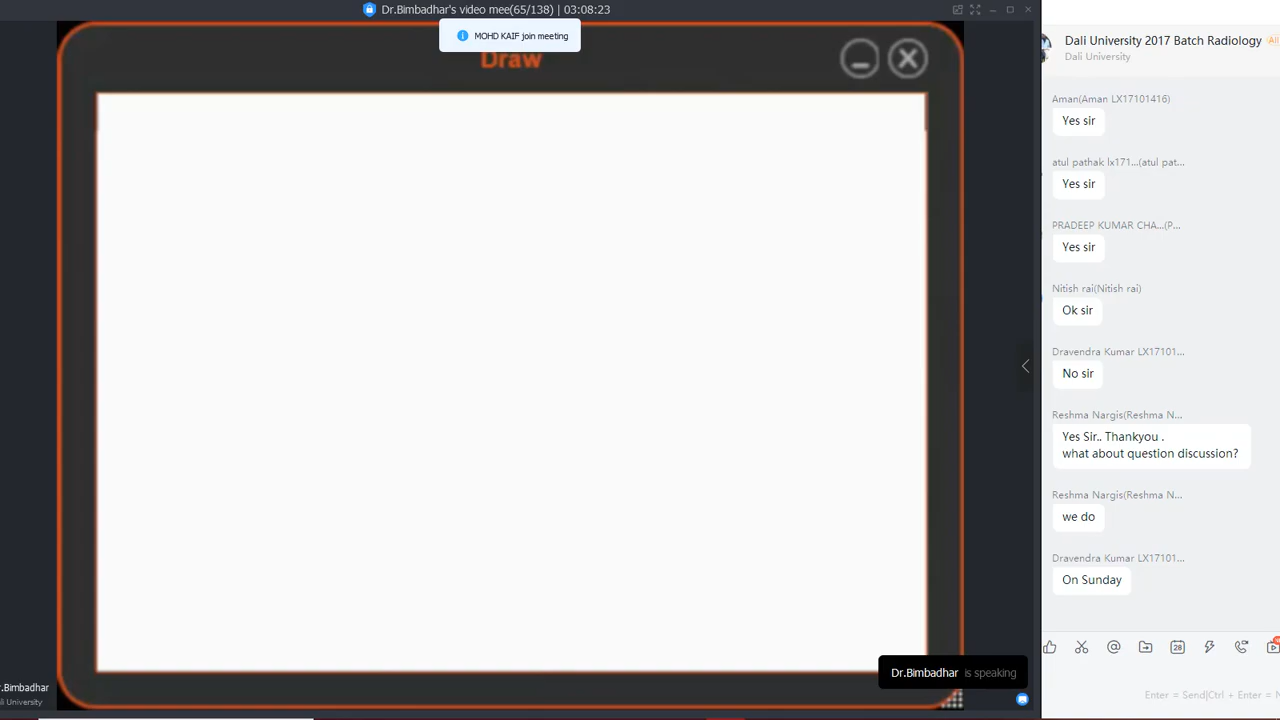 Dr.Bimbadhar's video mee(65/138) | 03:08:23
MOHD KAIF join meeting
Draw
Dr.Bimbadhar is speaking
.Bimbadhar
ali University
Dali University 2017 Batch Radiology
Dali University
Aman(Aman LX17101416)
Yes sir
atul pathak lx171...(atul pat...
Yes sir
PRADEEP KUMAR CHA...(P...
Yes sir
Nitish rai(Nitish rai)
Ok sir
Dravendra Kumar LX17101...
No sir
Reshma Nargis(Reshma N...
Yes Sir.. Thankyou .
what about question discussion?
Reshma Nargis(Reshma N...
we do
Dravendra Kumar LX17101...
On Sunday
28
Enter = Send|Ctrl + Enter = N